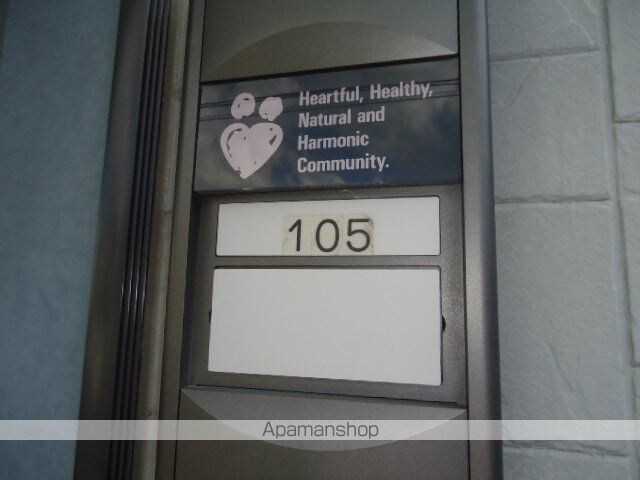 Heartful, Healthy,
Natural and
Harmonic
Community.
105
Apamanshop